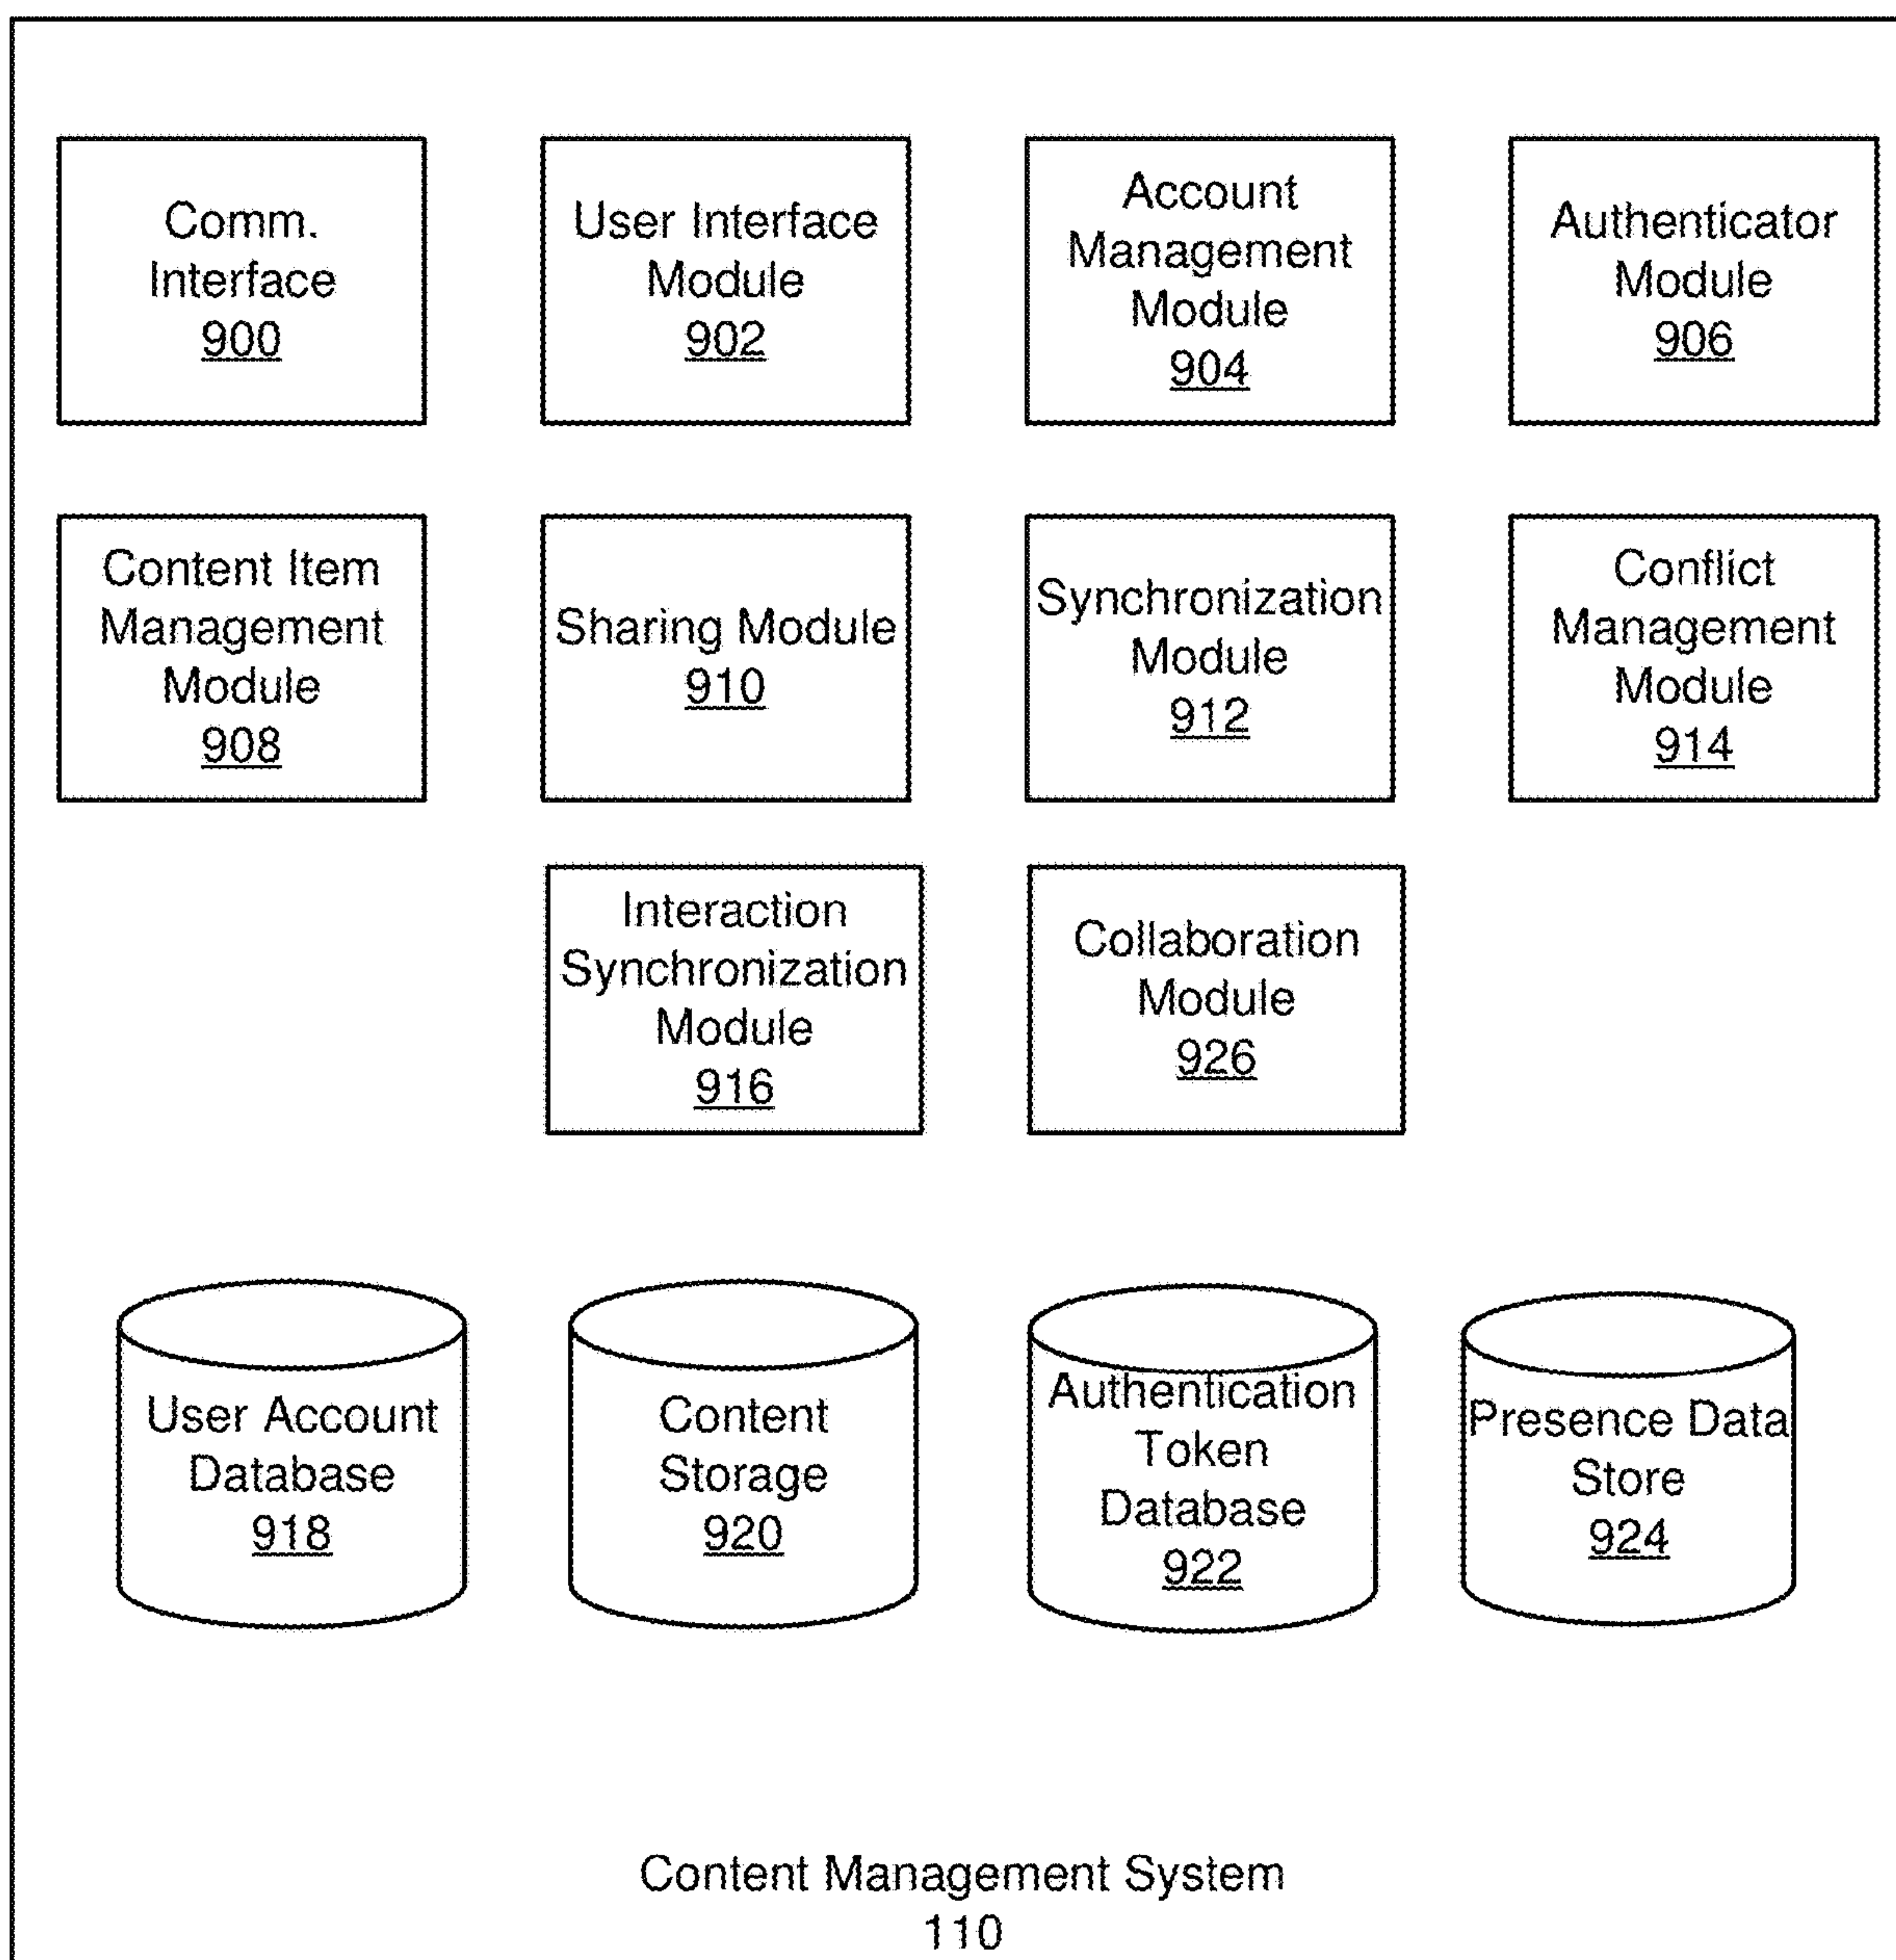 Comm.
Interface
900
User Interface
Module
902
Account
Management
Module
904
Authenticator
Module
906
Content Item
Management
Module
908
Sharing Module
910
Synchronization
Module
912
Conflict
Management
Module
914
Interaction
Synchronization
Module
916
Collaboration
Module
926
User Account
Database
918
Content
Storage
920
Authentication
Token
Database
922
Presence Data
Store
924
Content Management System
110